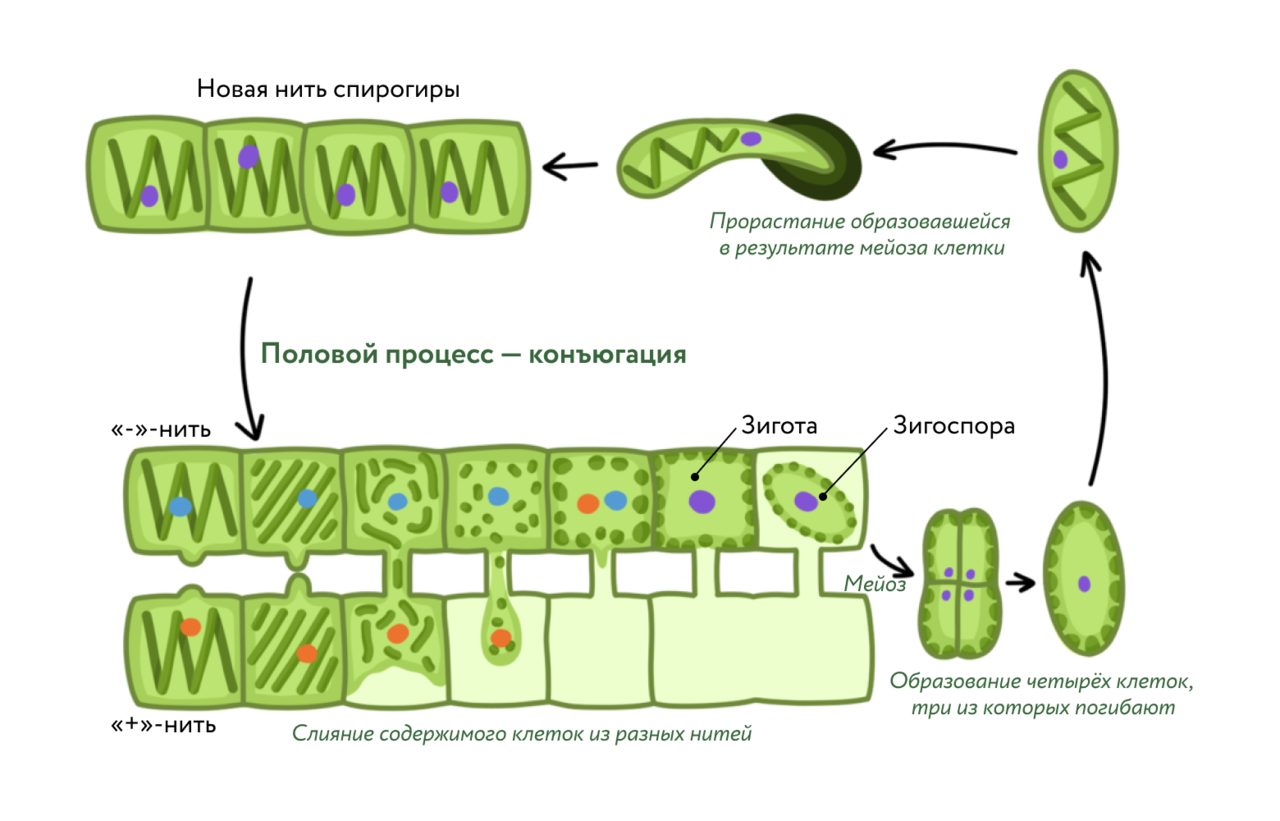 Новая нить спирогиры
Прорастание образовавшейся
в результате мейоза клетки
Половой процесс — конъюгация
«-»-нить
Зигота
Зигоспора
Мейоз
Образование четырёх клеток,
три из которых погибают
«+»-нить
Слияние содержимого клеток из разных нитей